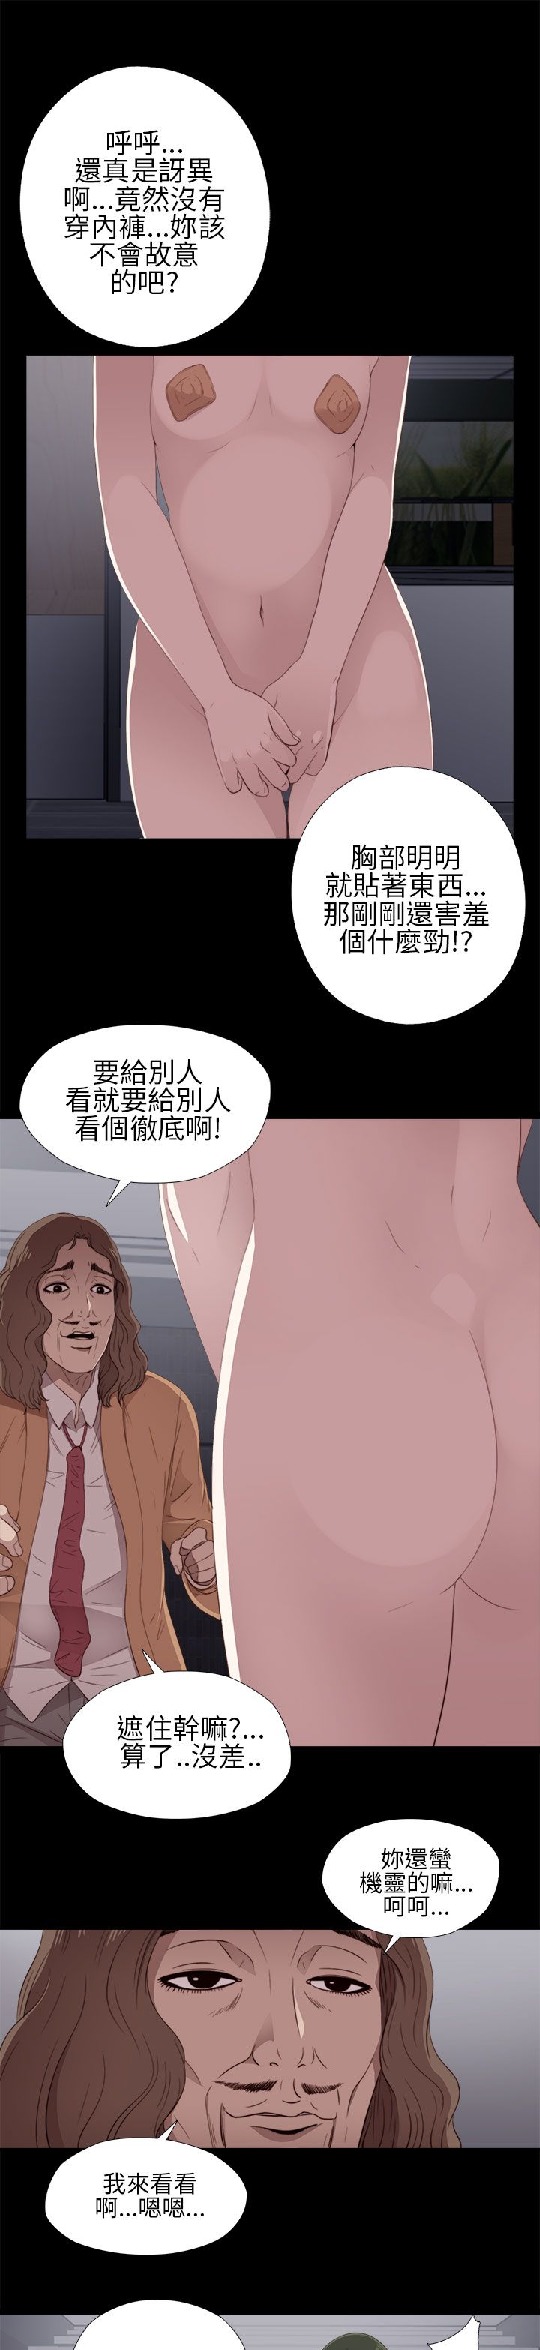 呼呼...
還真是訝異
啊...竟然沒有
穿內褲...妳該
不會故意
的吧?
胸部明明
就貼著東西...
那剛剛還害羞
個什麼勁!?
要給別人
看就要給別人
看個徹底啊!
遮住幹嘛?...
算了..沒差..
妳還蠻
機靈的嘛...
呵呵...
我來看看
啊...嗯嗯...